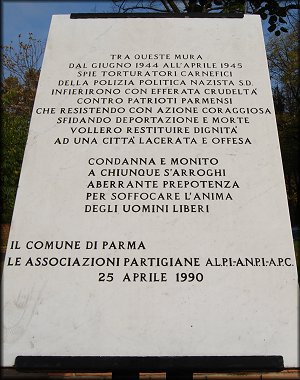 TRA QUESTE MURA
DAL GIUGNO 1944 ALL'APRILE 1945
SPIE TORTURATORI CARNEFICI
DELLA POLIZIA POLITICA NAZISTA S.D.
INFIERIRONO CON EFFERATA CRUDELTÀ
CONTRO PATRIOTI PARMENSI
CHE RESISTENDO CON AZIONE CORAGGIOSA
SFIDANDO DEPORTAZIONE E MORTE
VOLLERO RESTITUIRE DIGNITÀ
AD UNA CITTÀ LACERATA E OFFESA
CONDANNA E MONITO
A CHIUNQUE S'ARROGHI
ABERRANTE PREPOTENZA
PER SOFFOCARE L'ANIMA
DEGLI UOMINI LIBERI
IL COMUNE DI PARMA
LE ASSOCIAZIONI PARTIGIANE A.L.P.I-A.N.P.I-A.P.C.
25 APRILE 1990